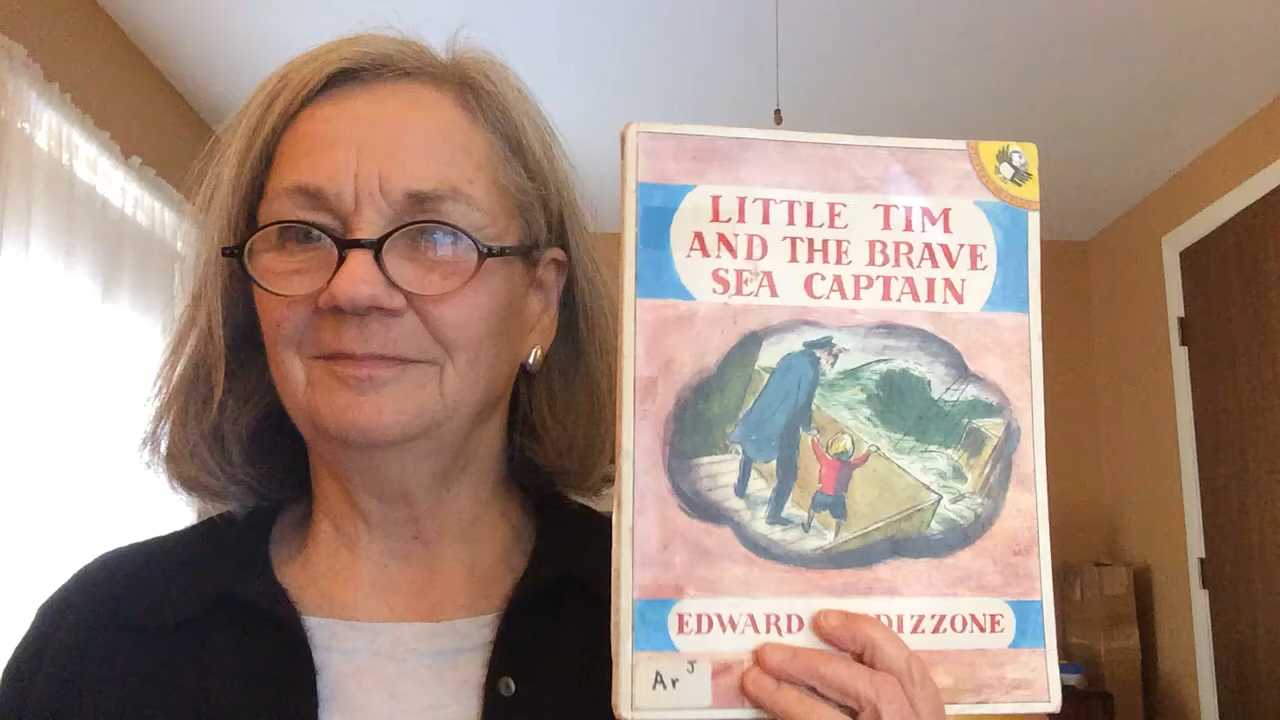 LITTLE TIM
AND THE BRAVE
SEA CAPTAIN
EDWARD DIZZONE
Ar J